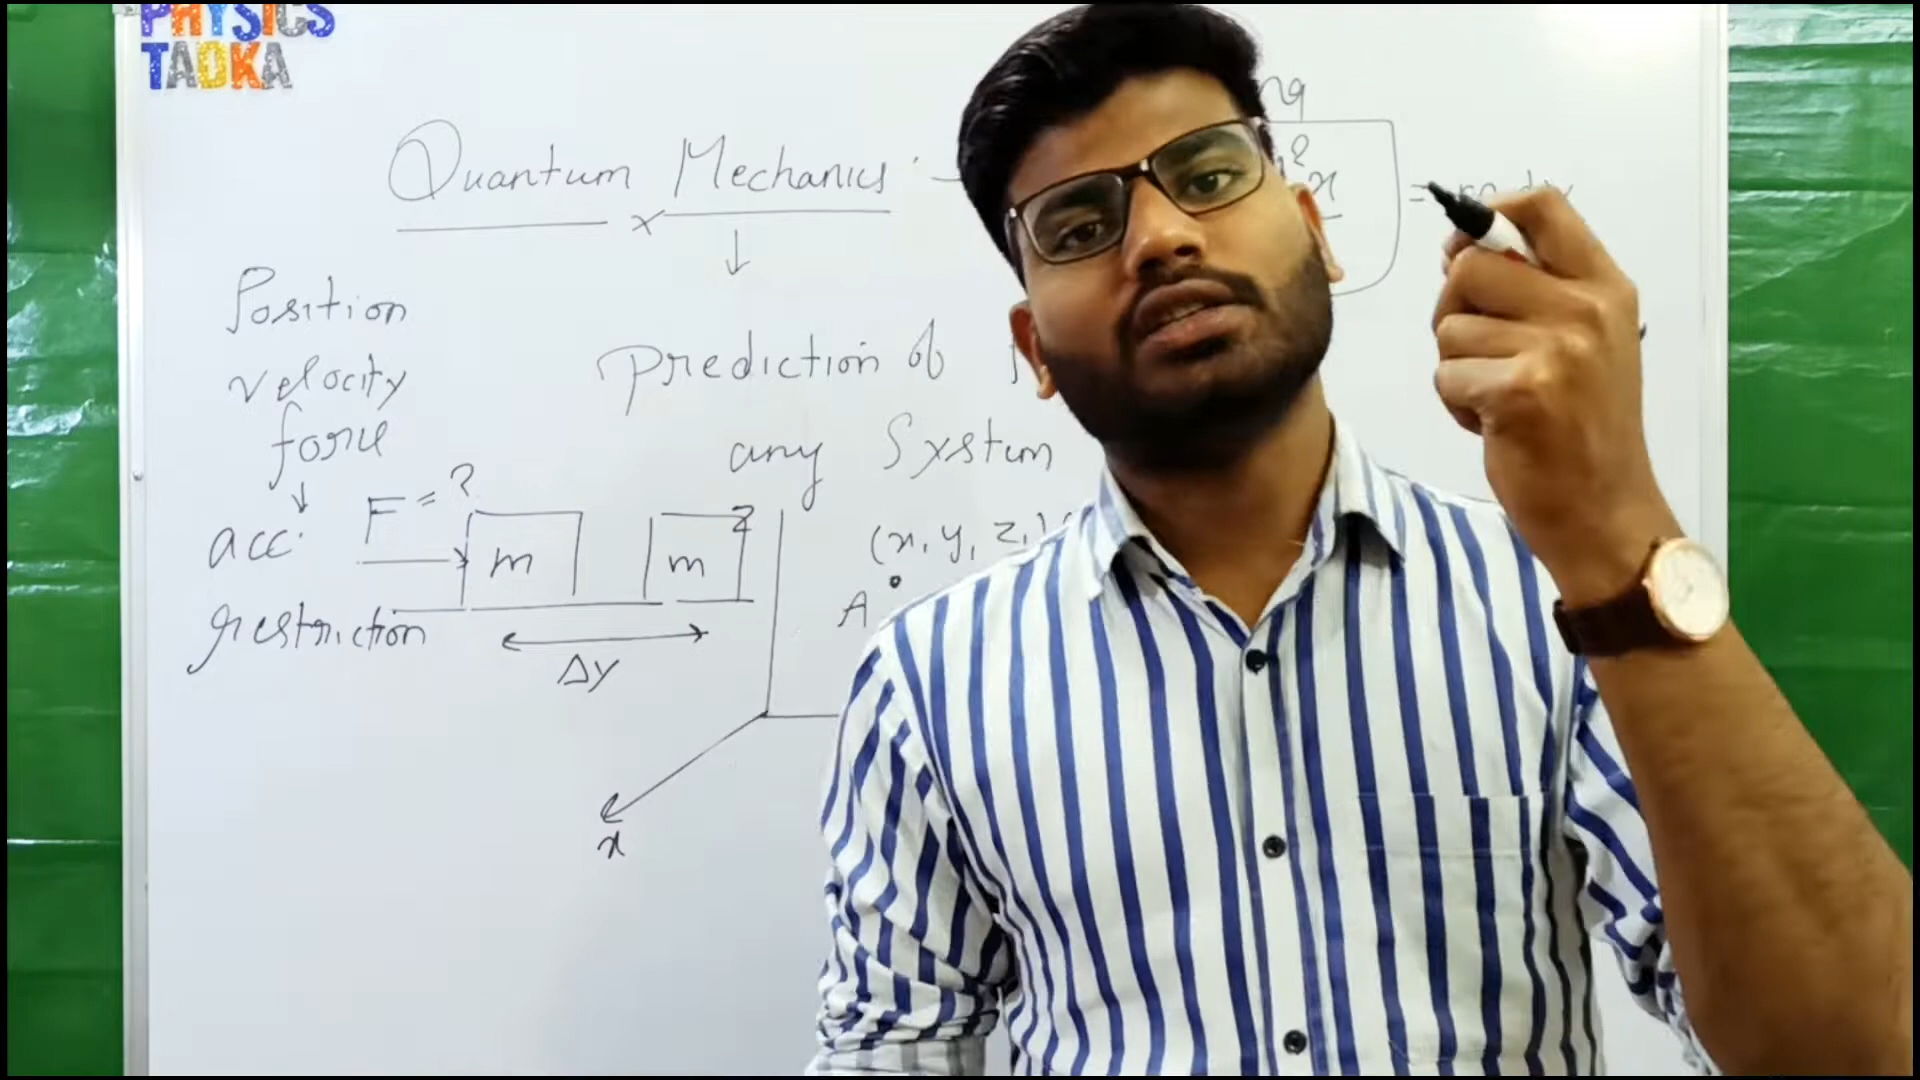 PHYSICS
TADKA
Quantum Mechanics :-
Position
velocity
force
acc.
restriction
prediction of
any System
F = ?
m
m
Δy
z
x
(x, y, z,)
A